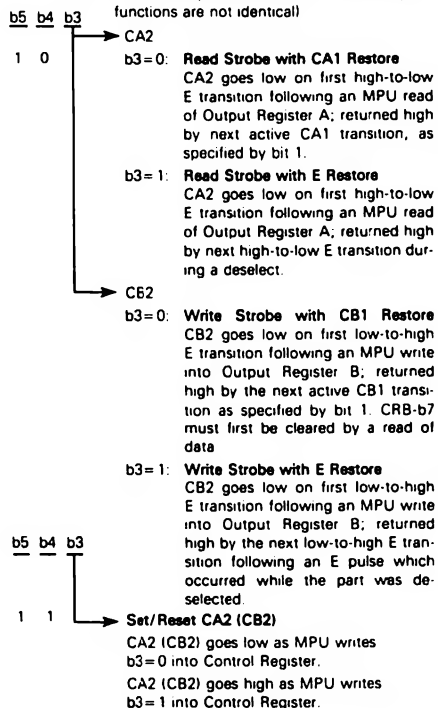 functions are not identical)
b5 b4 b3
CA2
1 0 b3=0: Read Strobe with CA1 Restore
CA2 goes low on first high-to-low
E transition following an MPU read
of Output Register A; returned high
by next active CA1 transition, as
specified by bit 1.
b3=1: Read Strobe with E Restore
CA2 goes low on first high-to-low
E transition following an MPU read
of Output Register A; returned high
by next high-to-low E transition dur-
ing a deselect.
CB2
b3=0: Write Strobe with CB1 Restore
CB2 goes low on first low-to-high
E transition following an MPU write
into Output Register B; returned
high by the next active CB1 transi-
tion as specified by bit 1. CRB-b7
must first be cleared by a read of
data
b3=1: Write Strobe with E Restore
CB2 goes low on first low-to-high
E transition following an MPU write
into Output Register B; returned
b5 b4 b3 high by the next low-to-high E tran-
sition following an E pulse which
occurred while the part was de-
selected.
1 1 Set/Reset CA2 (CB2)
CA2 (CB2) goes low as MPU writes
b3=0 into Control Register.
CA2 (CB2) goes high as MPU writes
b3=1 into Control Register.